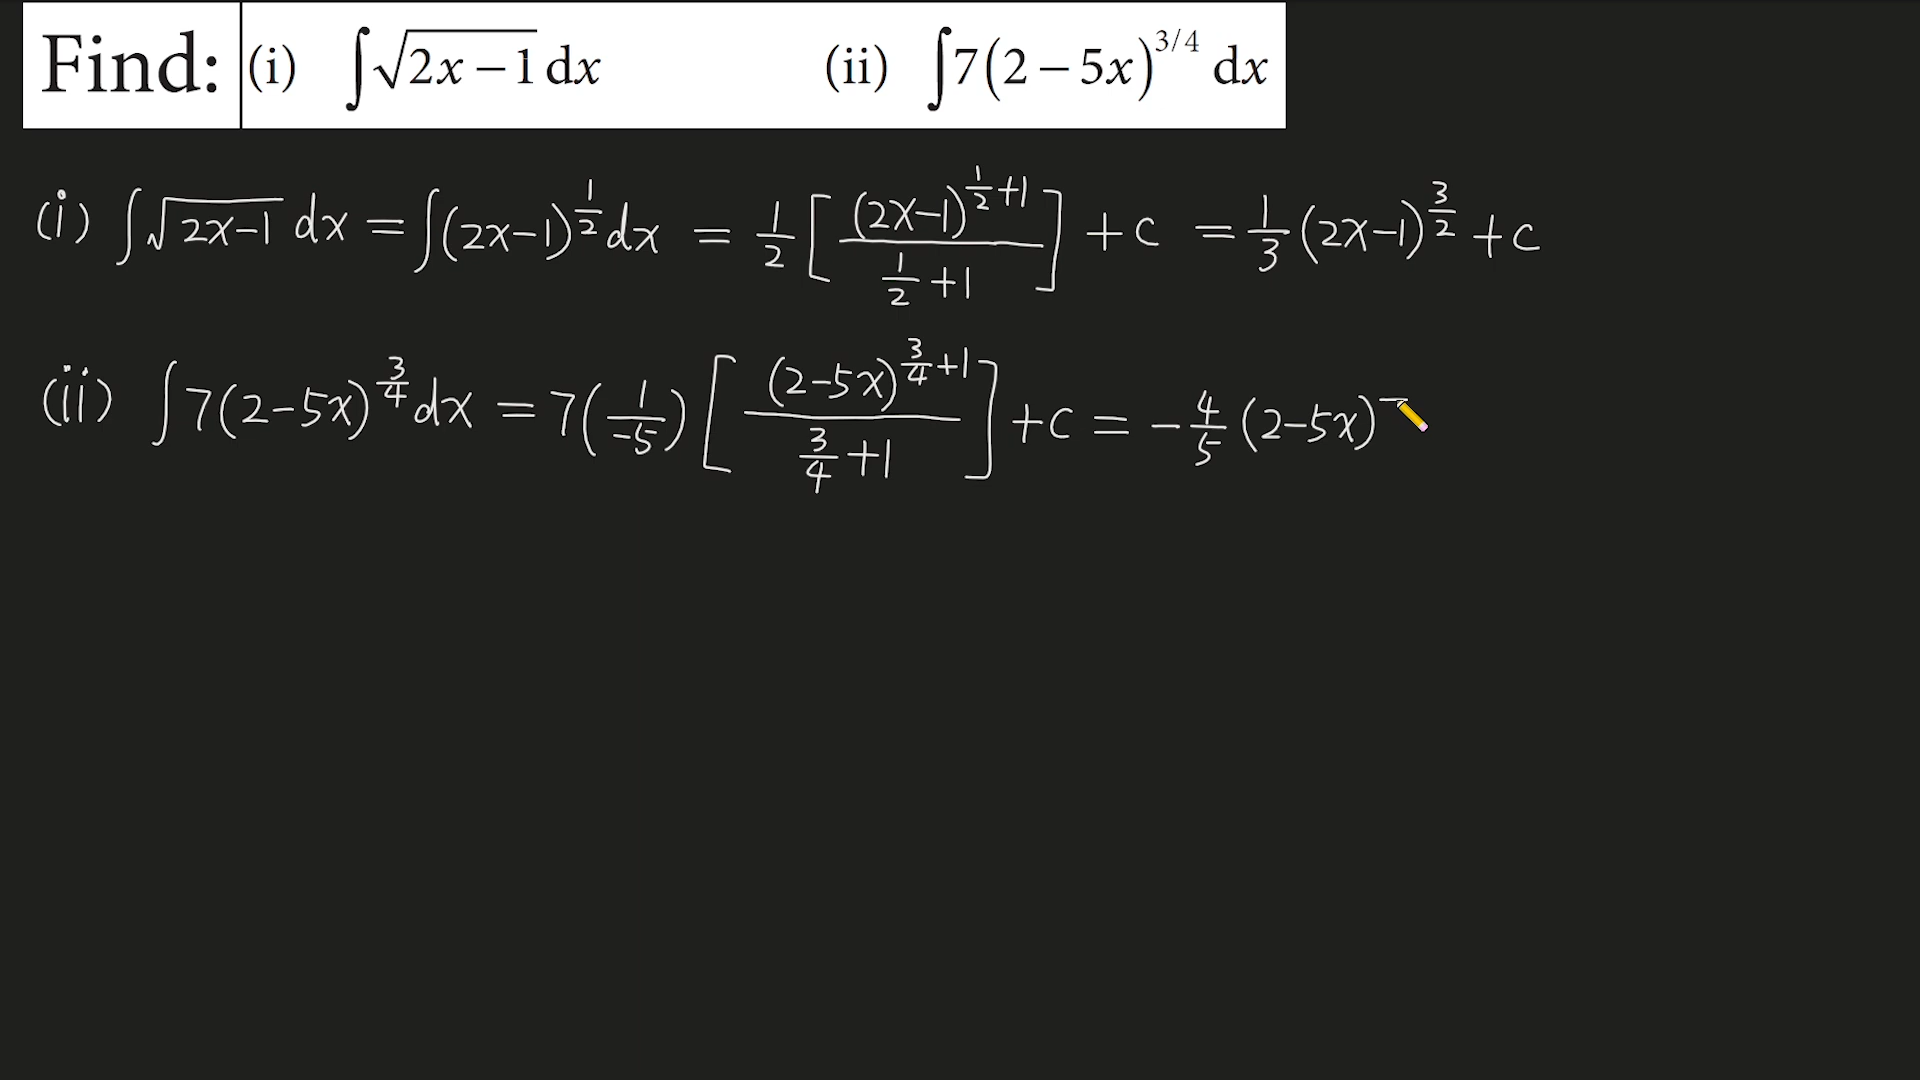 Find: (i) ∫√(2x – 1) dx (ii) ∫7(2 – 5x)^(3/4) dx
(i) ∫√(2x-1) dx = ∫(2x-1)^(1/2) dx = 1/2 [(2x-1)^(1/2+1) / (1/2+1)] + c = 1/3 (2x-1)^(3/2) + c
(ii) ∫7(2-5x)^(3/4) dx = 7(1/-5) [(2-5x)^(3/4+1) / (3/4+1)] + c = -4/5 (2-5x)